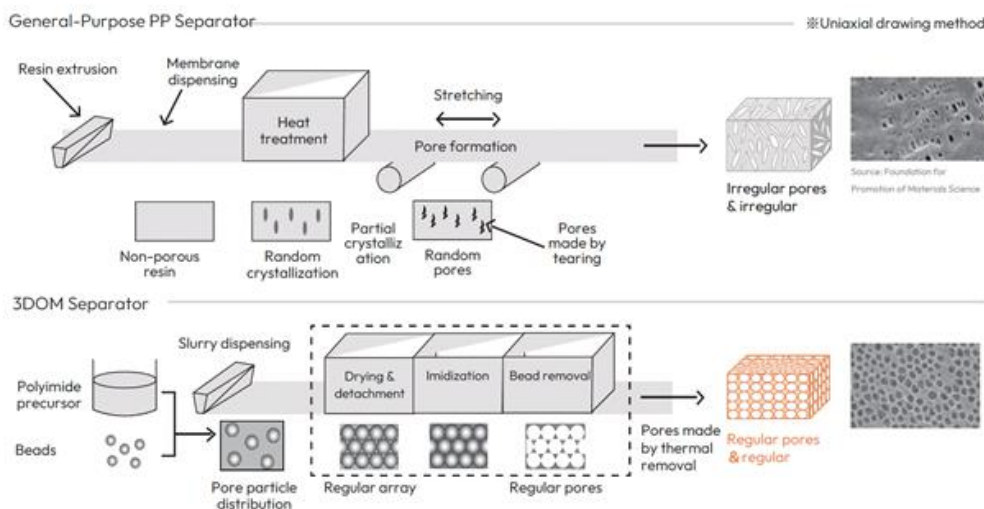 General-Purpose PP Separator
※Uniaxial drawing method
Resin extrusion
Membrane
dispensing
Heat
treatment
Stretching
Pore formation
Irregular pores
& irregular
Source: Foundation for
Promotion of Materials Science
Non-porous
resin
Random
crystallization
Partial
crystalliz
ation
Random
pores
Pores
made by
tearing
3DOM Separator
Polyimide
precursor
Beads
Slurry dispensing
Pore particle
distribution
Drying &
detachment
Imidization
Bead removal
Regular array
Regular pores
Pores made
by thermal
removal
Regular pores
& regular